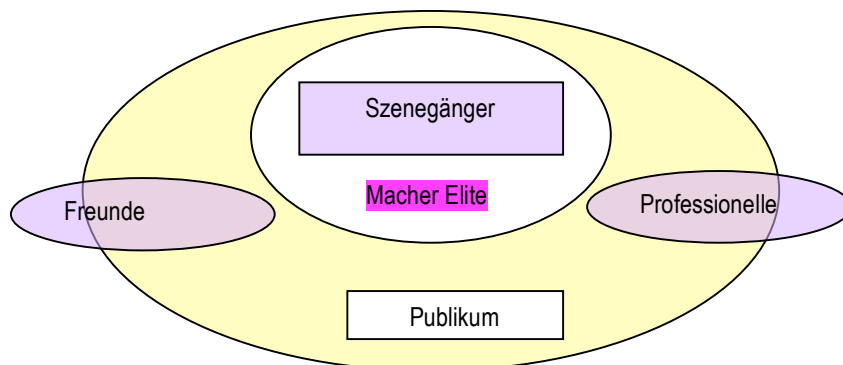 Szenegänger
Macher Elite
Freunde
Professionelle
Publikum